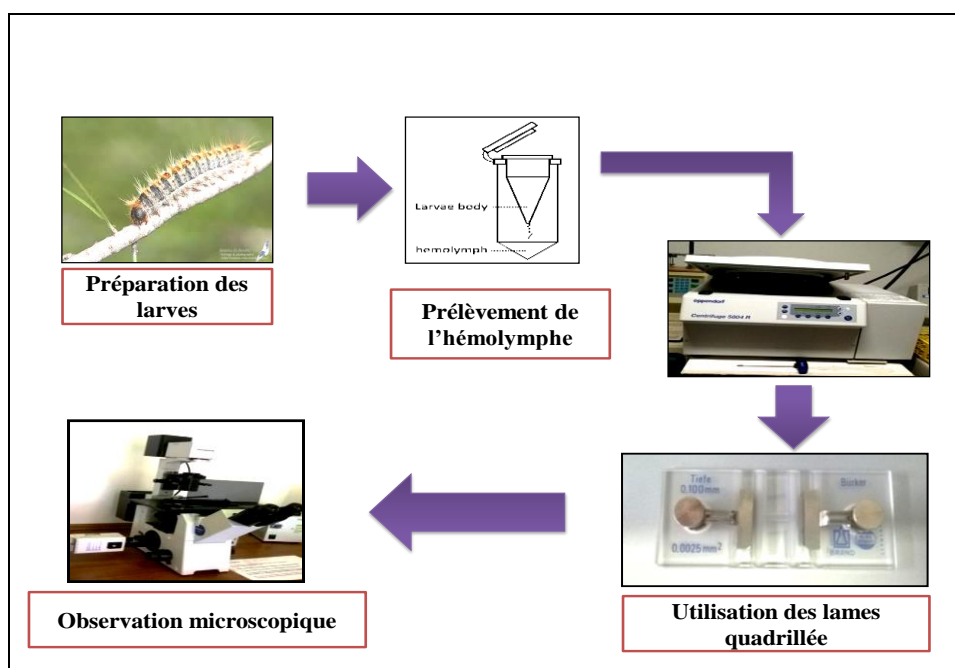 Préparation des
larves
Larvae body
hemolymph
Prélèvement de
l'hémolymphe
eppendorf
Centrifuge 5804 R
Tiefe
0.100mm
Bürker
0.0025mm²
BRAND
Utilisation des lames
quadrillée
Observation microscopique